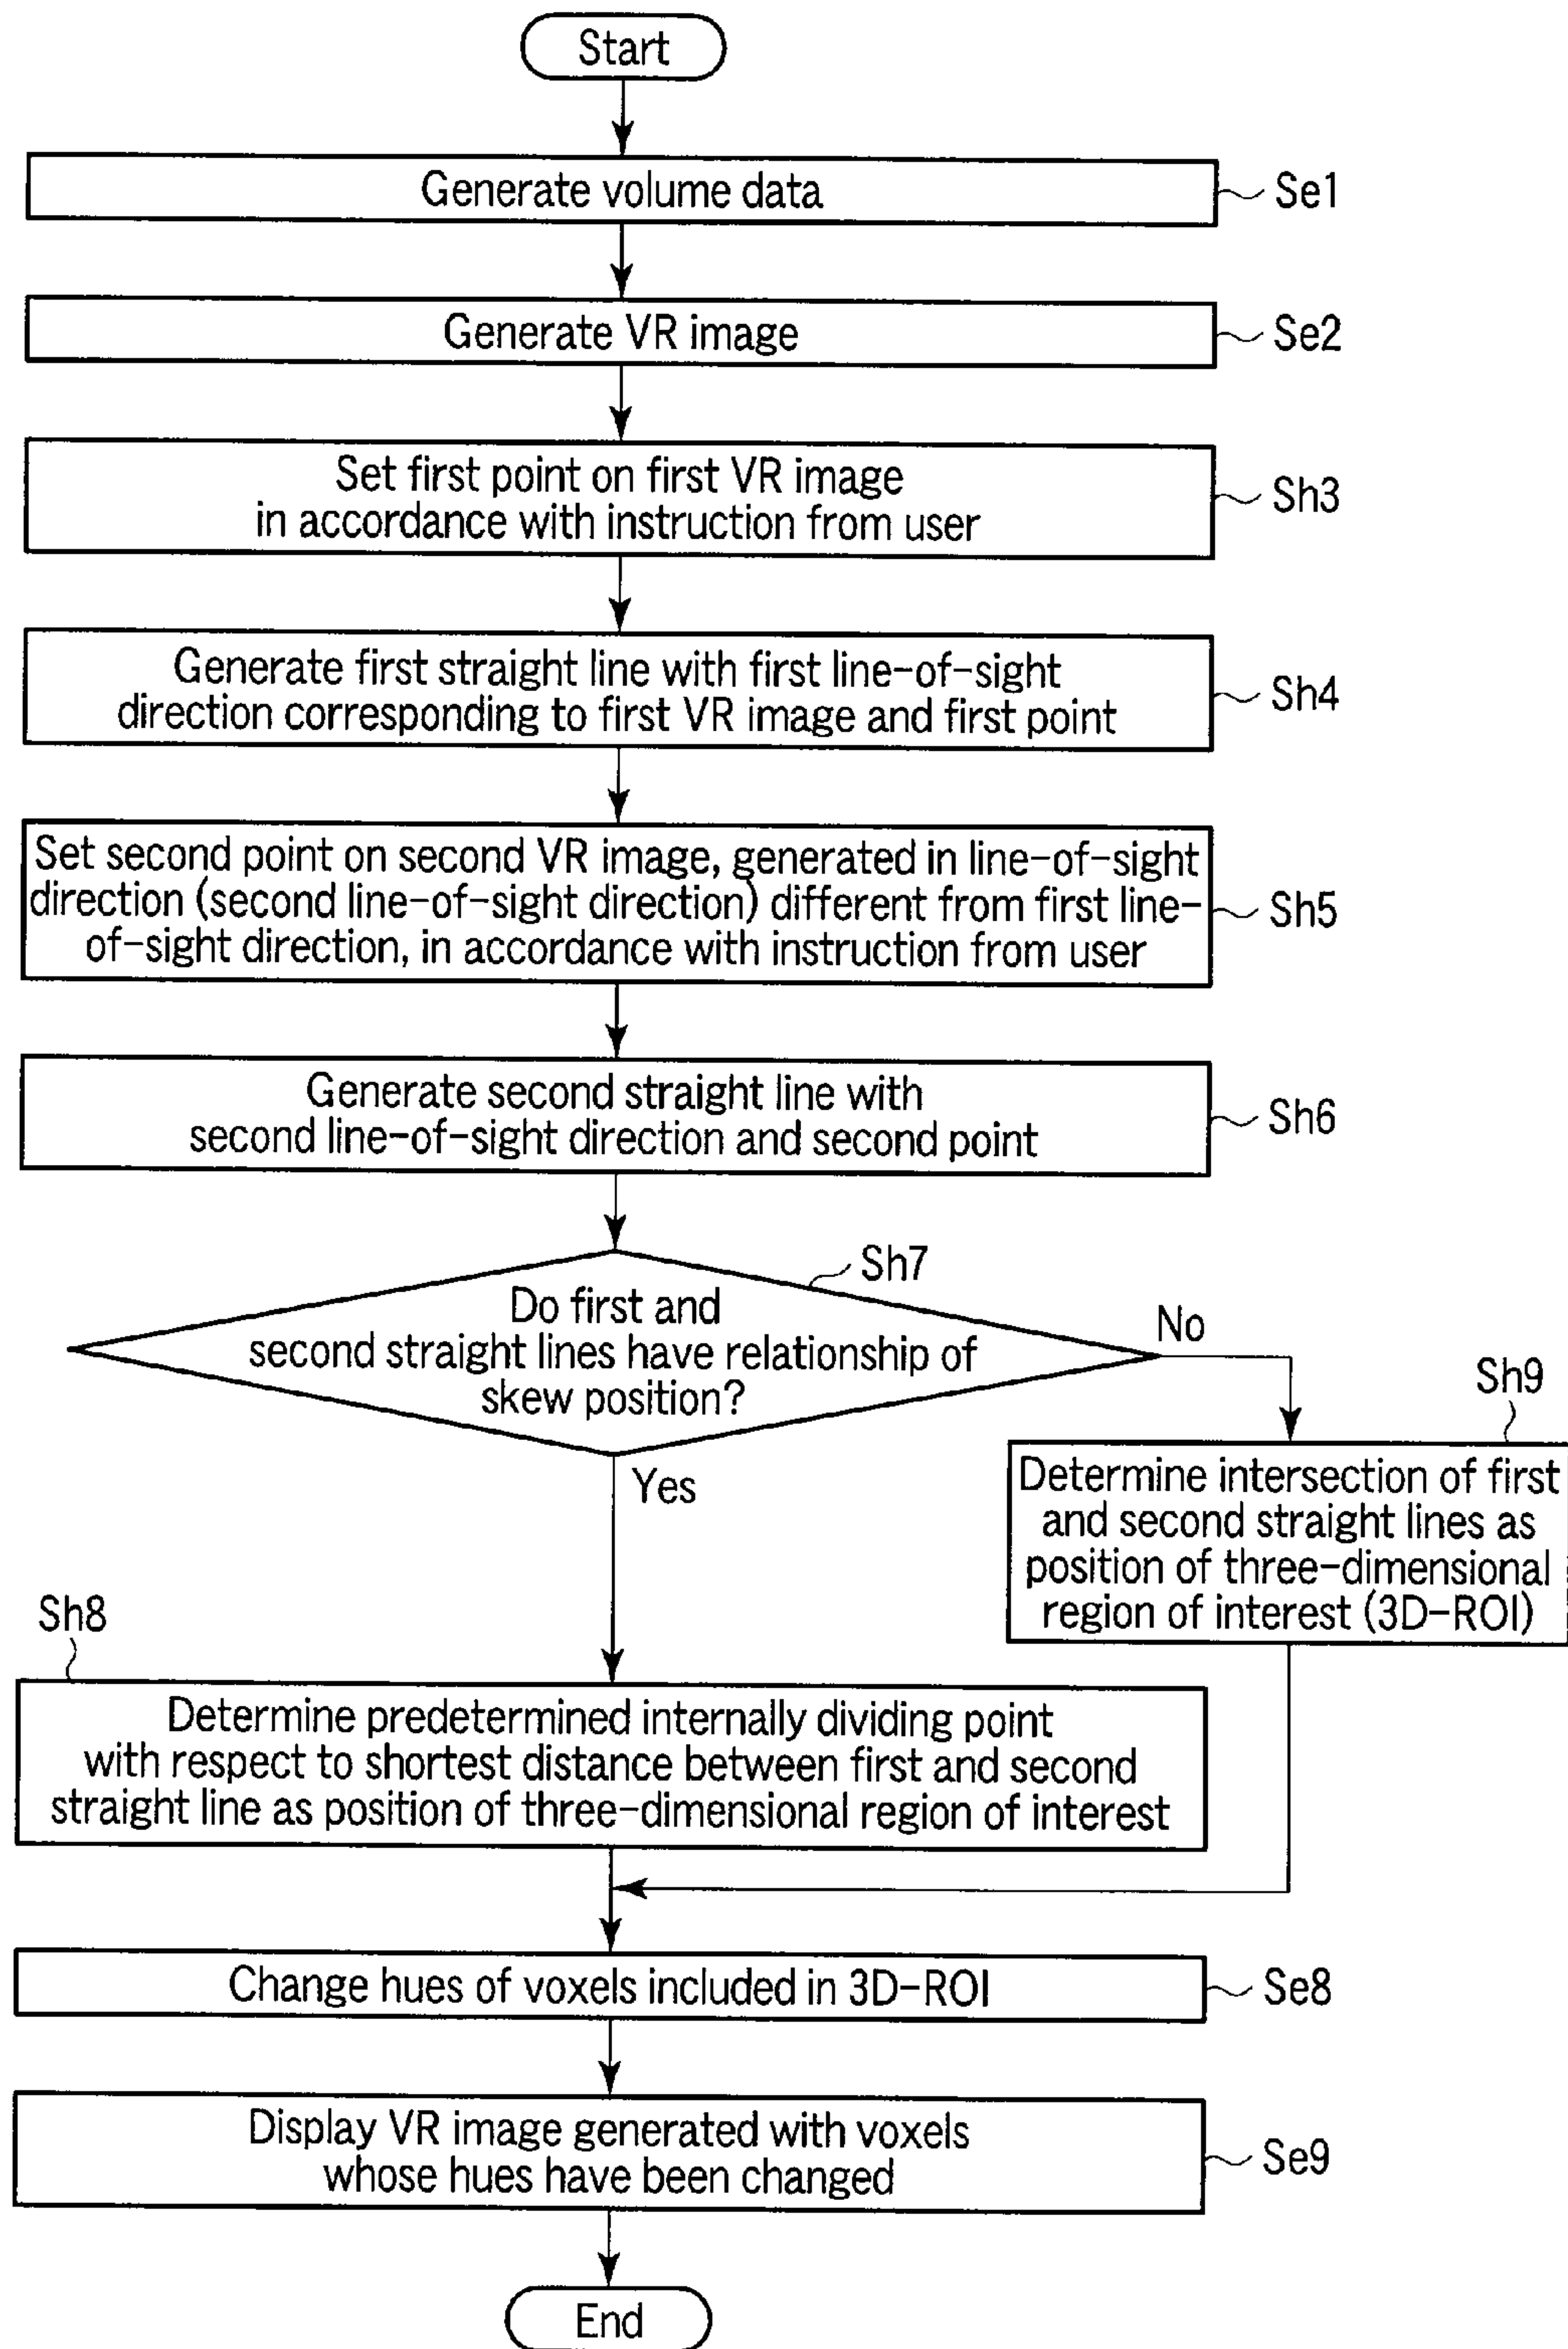 Start
Generate volume data
Se1
Generate VR image
Se2
Set first point on first VR image
in accordance with instruction from user
Sh3
Generate first straight line with first line-of-sight
direction corresponding to first VR image and first point
Sh4
Set second point on second VR image, generated in line-of-sight
direction (second line-of-sight direction) different from first line-
of-sight direction, in accordance with instruction from user
Sh5
Generate second straight line with
second line-of-sight direction and second point
Sh6
Sh7
Do first and
second straight lines have relationship of
skew position?
No
Yes
Sh9
Determine intersection of first
and second straight lines as
position of three-dimensional
region of interest (3D-ROI)
Sh8
Determine predetermined internally dividing point
with respect to shortest distance between first and second
straight line as position of three-dimensional region of interest
Change hues of voxels included in 3D-ROI
Se8
Display VR image generated with voxels
whose hues have been changed
Se9
End